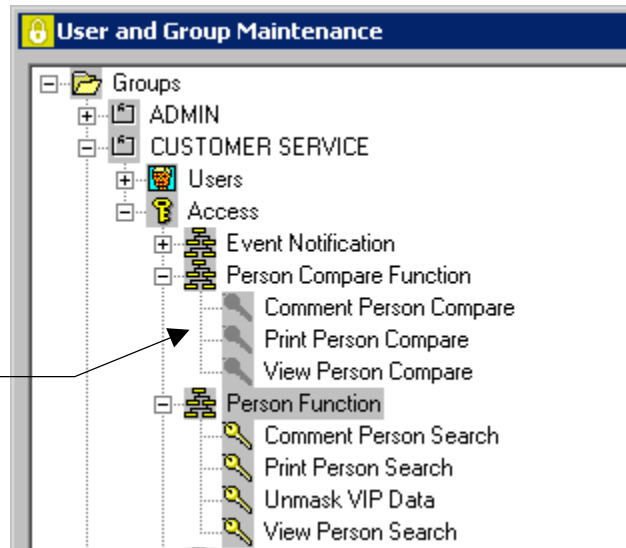 User and Group Maintenance
Groups
ADMIN
CUSTOMER SERVICE
Users
Access
Event Notification
Person Compare Function
Comment Person Compare
Print Person Compare
View Person Compare
Person Function
Comment Person Search
Print Person Search
Unmask VIP Data
View Person Search